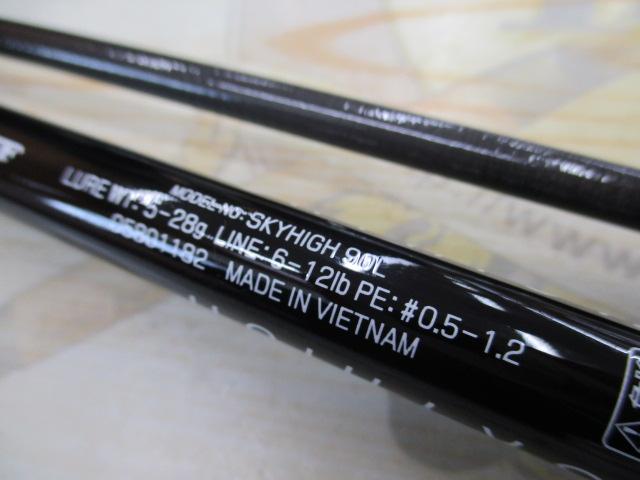 MODEL NO: SKYHIGH 90L
LURE WT: 5-28g LINE: 6-12lb PE: #0.5-1.2
05801182 MADE IN VIETNAM